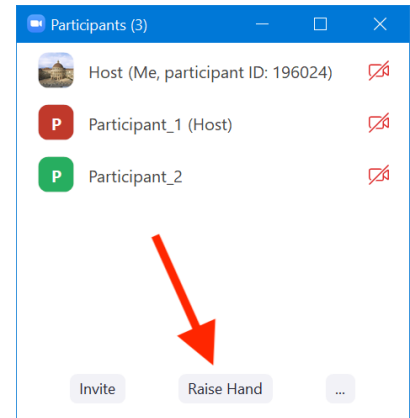 Participants (3)
Host (Me, participant ID: 196024)
P Participant_1 (Host)
P Participant_2
Invite Raise Hand ...